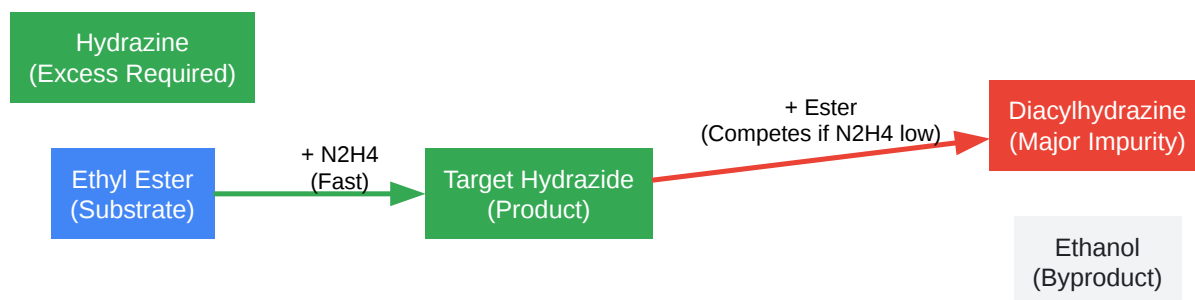 Hydrazine
(Excess Required)
Ethyl Ester
(Substrate)
+ N2H4
(Fast)
Target Hydrazide
(Product)
+ Ester
(Competes if N2H4 low)
Diacylhydrazine
(Major Impurity)
Ethanol
(Byproduct)